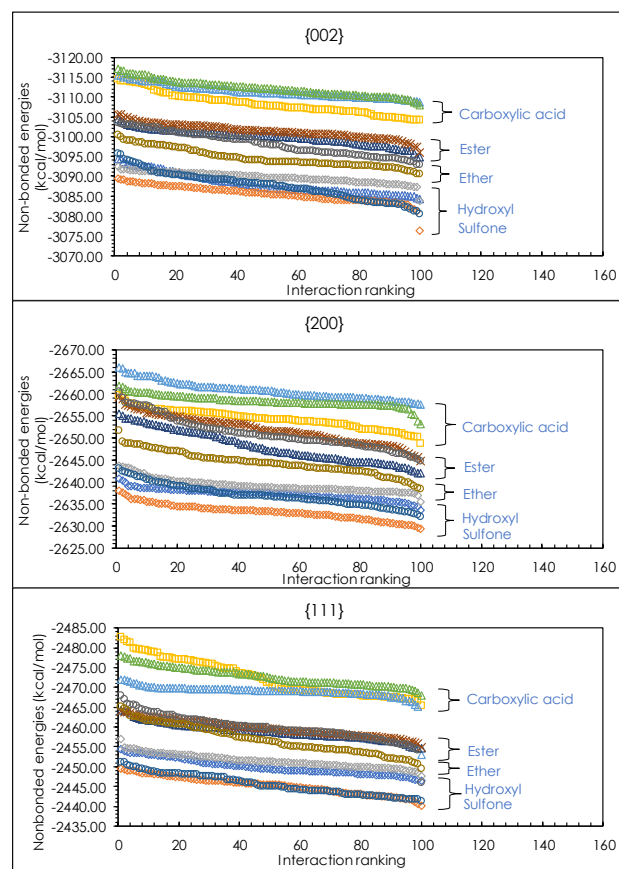 {002}
Non-bonded energies
(kcal/mol)
-3120.00
-3115.00
-3110.00
-3105.00
-3100.00
-3095.00
-3090.00
-3085.00
-3080.00
-3075.00
-3070.00
0 20 40 60 80 100 120 140 160
Interaction ranking
Carboxylic acid
Ester
Ether
Hydroxyl
Sulfone
{200}
Non-bonded energies
(kcal/mol)
-2670.00
-2665.00
-2660.00
-2655.00
-2650.00
-2645.00
-2640.00
-2635.00
-2630.00
-2625.00
0 20 40 60 80 100 120 140 160
Interaction ranking
Carboxylic acid
Ester
Ether
Hydroxyl
Sulfone
{111}
Nonbonded energies (kcal/mol)
-2485.00
-2480.00
-2475.00
-2470.00
-2465.00
-2460.00
-2455.00
-2450.00
-2445.00
-2440.00
-2435.00
0 20 40 60 80 100 120 140 160
Interaction ranking
Carboxylic acid
Ester
Ether
Hydroxyl
Sulfone